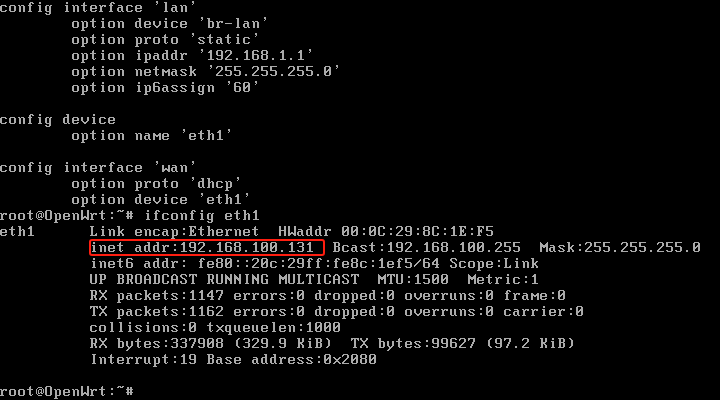 config interface 'lan'
        option device 'br-lan'
        option proto 'static'
        option ipaddr '192.168.1.1'
        option netmask '255.255.255.0'
        option ip6assign '60'

config device
        option name 'eth1'

config interface 'wan'
        option proto 'dhcp'
        option device 'eth1'
root@OpenWrt:~# ifconfig eth1
eth1      Link encap:Ethernet  HWaddr 00:0C:29:8C:1E:F5
          inet addr:192.168.100.131  Bcast:192.168.100.255  Mask:255.255.255.0
          inet6 addr: fe80::20c:29ff:fe8c:1ef5/64 Scope:Link
          UP BROADCAST RUNNING MULTICAST  MTU:1500  Metric:1
          RX packets:1147 errors:0 dropped:0 overruns:0 frame:0
          TX packets:1162 errors:0 dropped:0 overruns:0 carrier:0
          collisions:0 txqueuelen:1000
          RX bytes:337908 (329.9 KiB)  TX bytes:99627 (97.2 KiB)
          Interrupt:19 Base address:0x2080

root@OpenWrt:~#